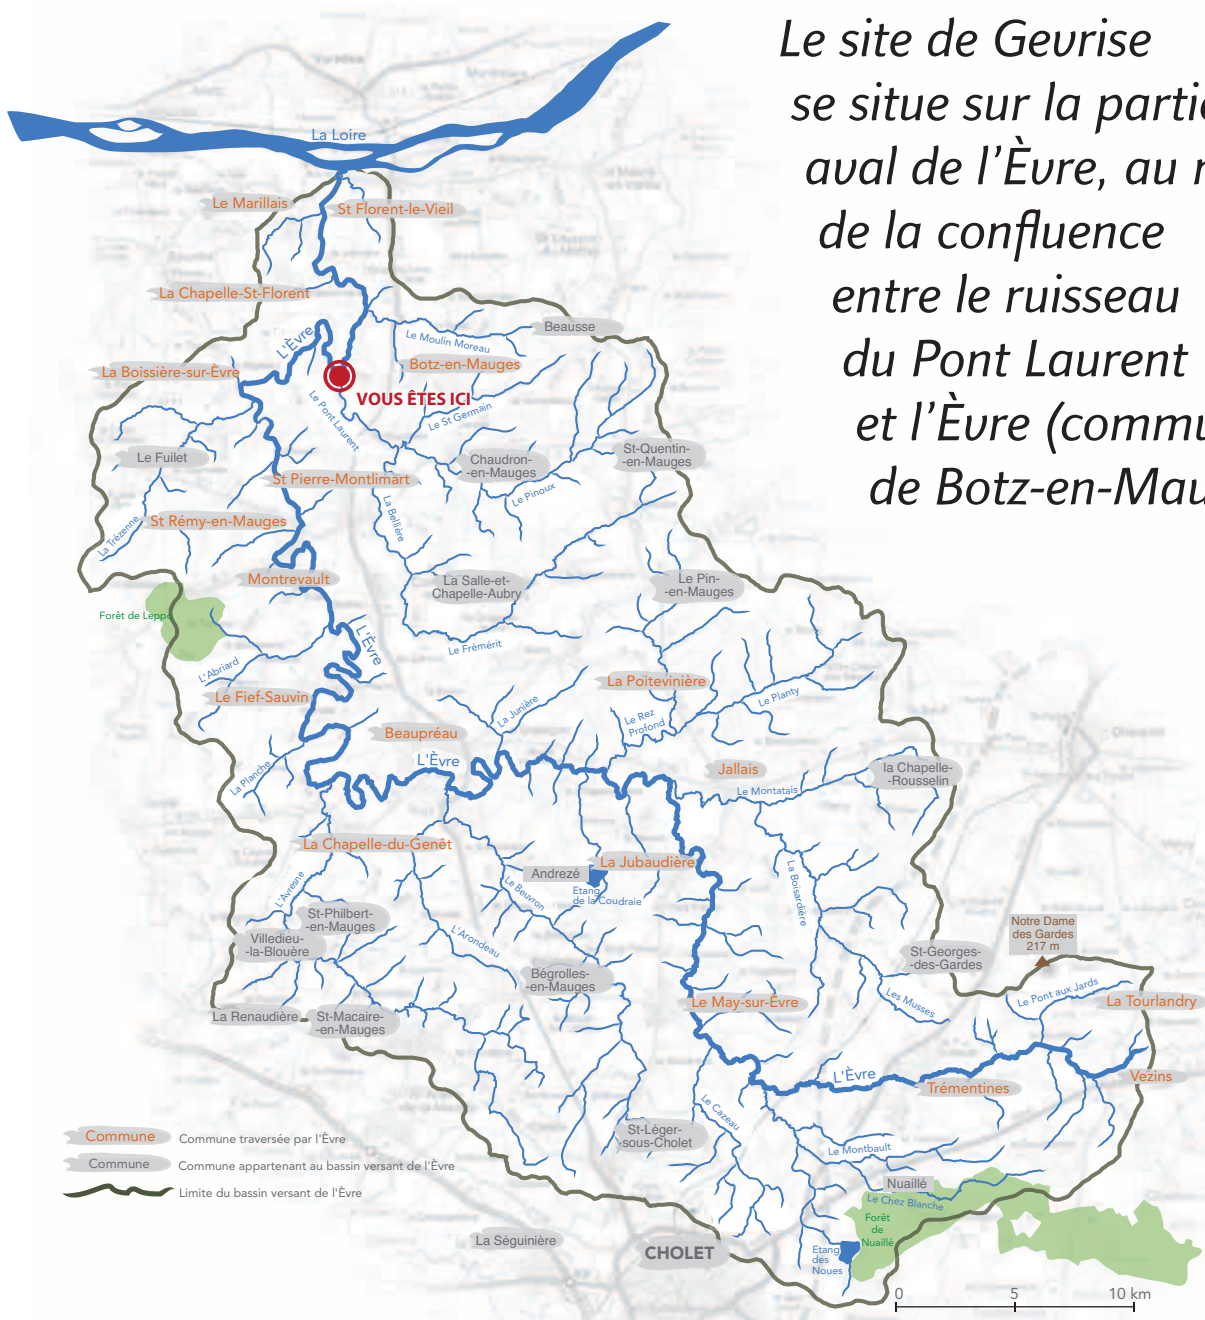 Le site de Gevrise
se situe sur la partie
aval de l'Èvre, au
de la confluence
entre le ruisseau
du Pont Laurent
et l'Èvre (commu
de Botz-en-Mau
La Loire
Le Marillais
St Florent-le-Vieil
La Chapelle-St-Florent
Beausse
L'Èvre
Le Moulin Moreau
La Boissière-sur-Èvre
Botz-en-Mauges
VOUS ÊTES ICI
Le Pont Laurent
Le St Germain
Le Fuilet
Chaudron-
-en-Mauges
St-Quentin-
-en-Mauges
St Pierre-Montlimart
Le Pinoux
La Bellière
St Rémy-en-Mauges
La Trézenne
Montrevault
La Salle-et-
Chapelle-Aubry
Le Pin-
-en-Mauges
Forêt de Leppo
L'Èvre
Le Frémérit
L'Abriard
Le Fief-Sauvin
La Poitevinière
Le Planty
La Junière
Le Rez
Profond
Beaupréau
L'Èvre
La Planche
Jallais
la Chapelle-
-Rousselin
Le Montatais
La Chapelle-du-Genêt
La Jubaudière
Andrezé
Etang
de la Coudraie
Le Beuvron
La Boisardière
L'Avresne
St-Philbert-
-en-Mauges
Villedieu-
-la-Blouère
L'Arondeau
Notre Dame
des Gardes
217 m
St-Georges-
-des-Gardes
Bégrolles-
-en-Mauges
Les Musses
Le Pont aux Jards
La Tourlandry
Le May-sur-Èvre
La Renaudière
St-Macaire-
-en-Mauges
L'Èvre
Trémentines
Vezins
Le Cazeau
St-Léger-
-sous-Cholet
Le Montbault
Nuaillé
Le Chez Blanche
Forêt
de
Nuaillé
Etang
des
Noues
La Séguinière
CHOLET
Commune Commune traversée par l'Èvre
Commune Commune appartenant au bassin versant de l'Èvre
Limite du bassin versant de l'Èvre
0 5 10 km